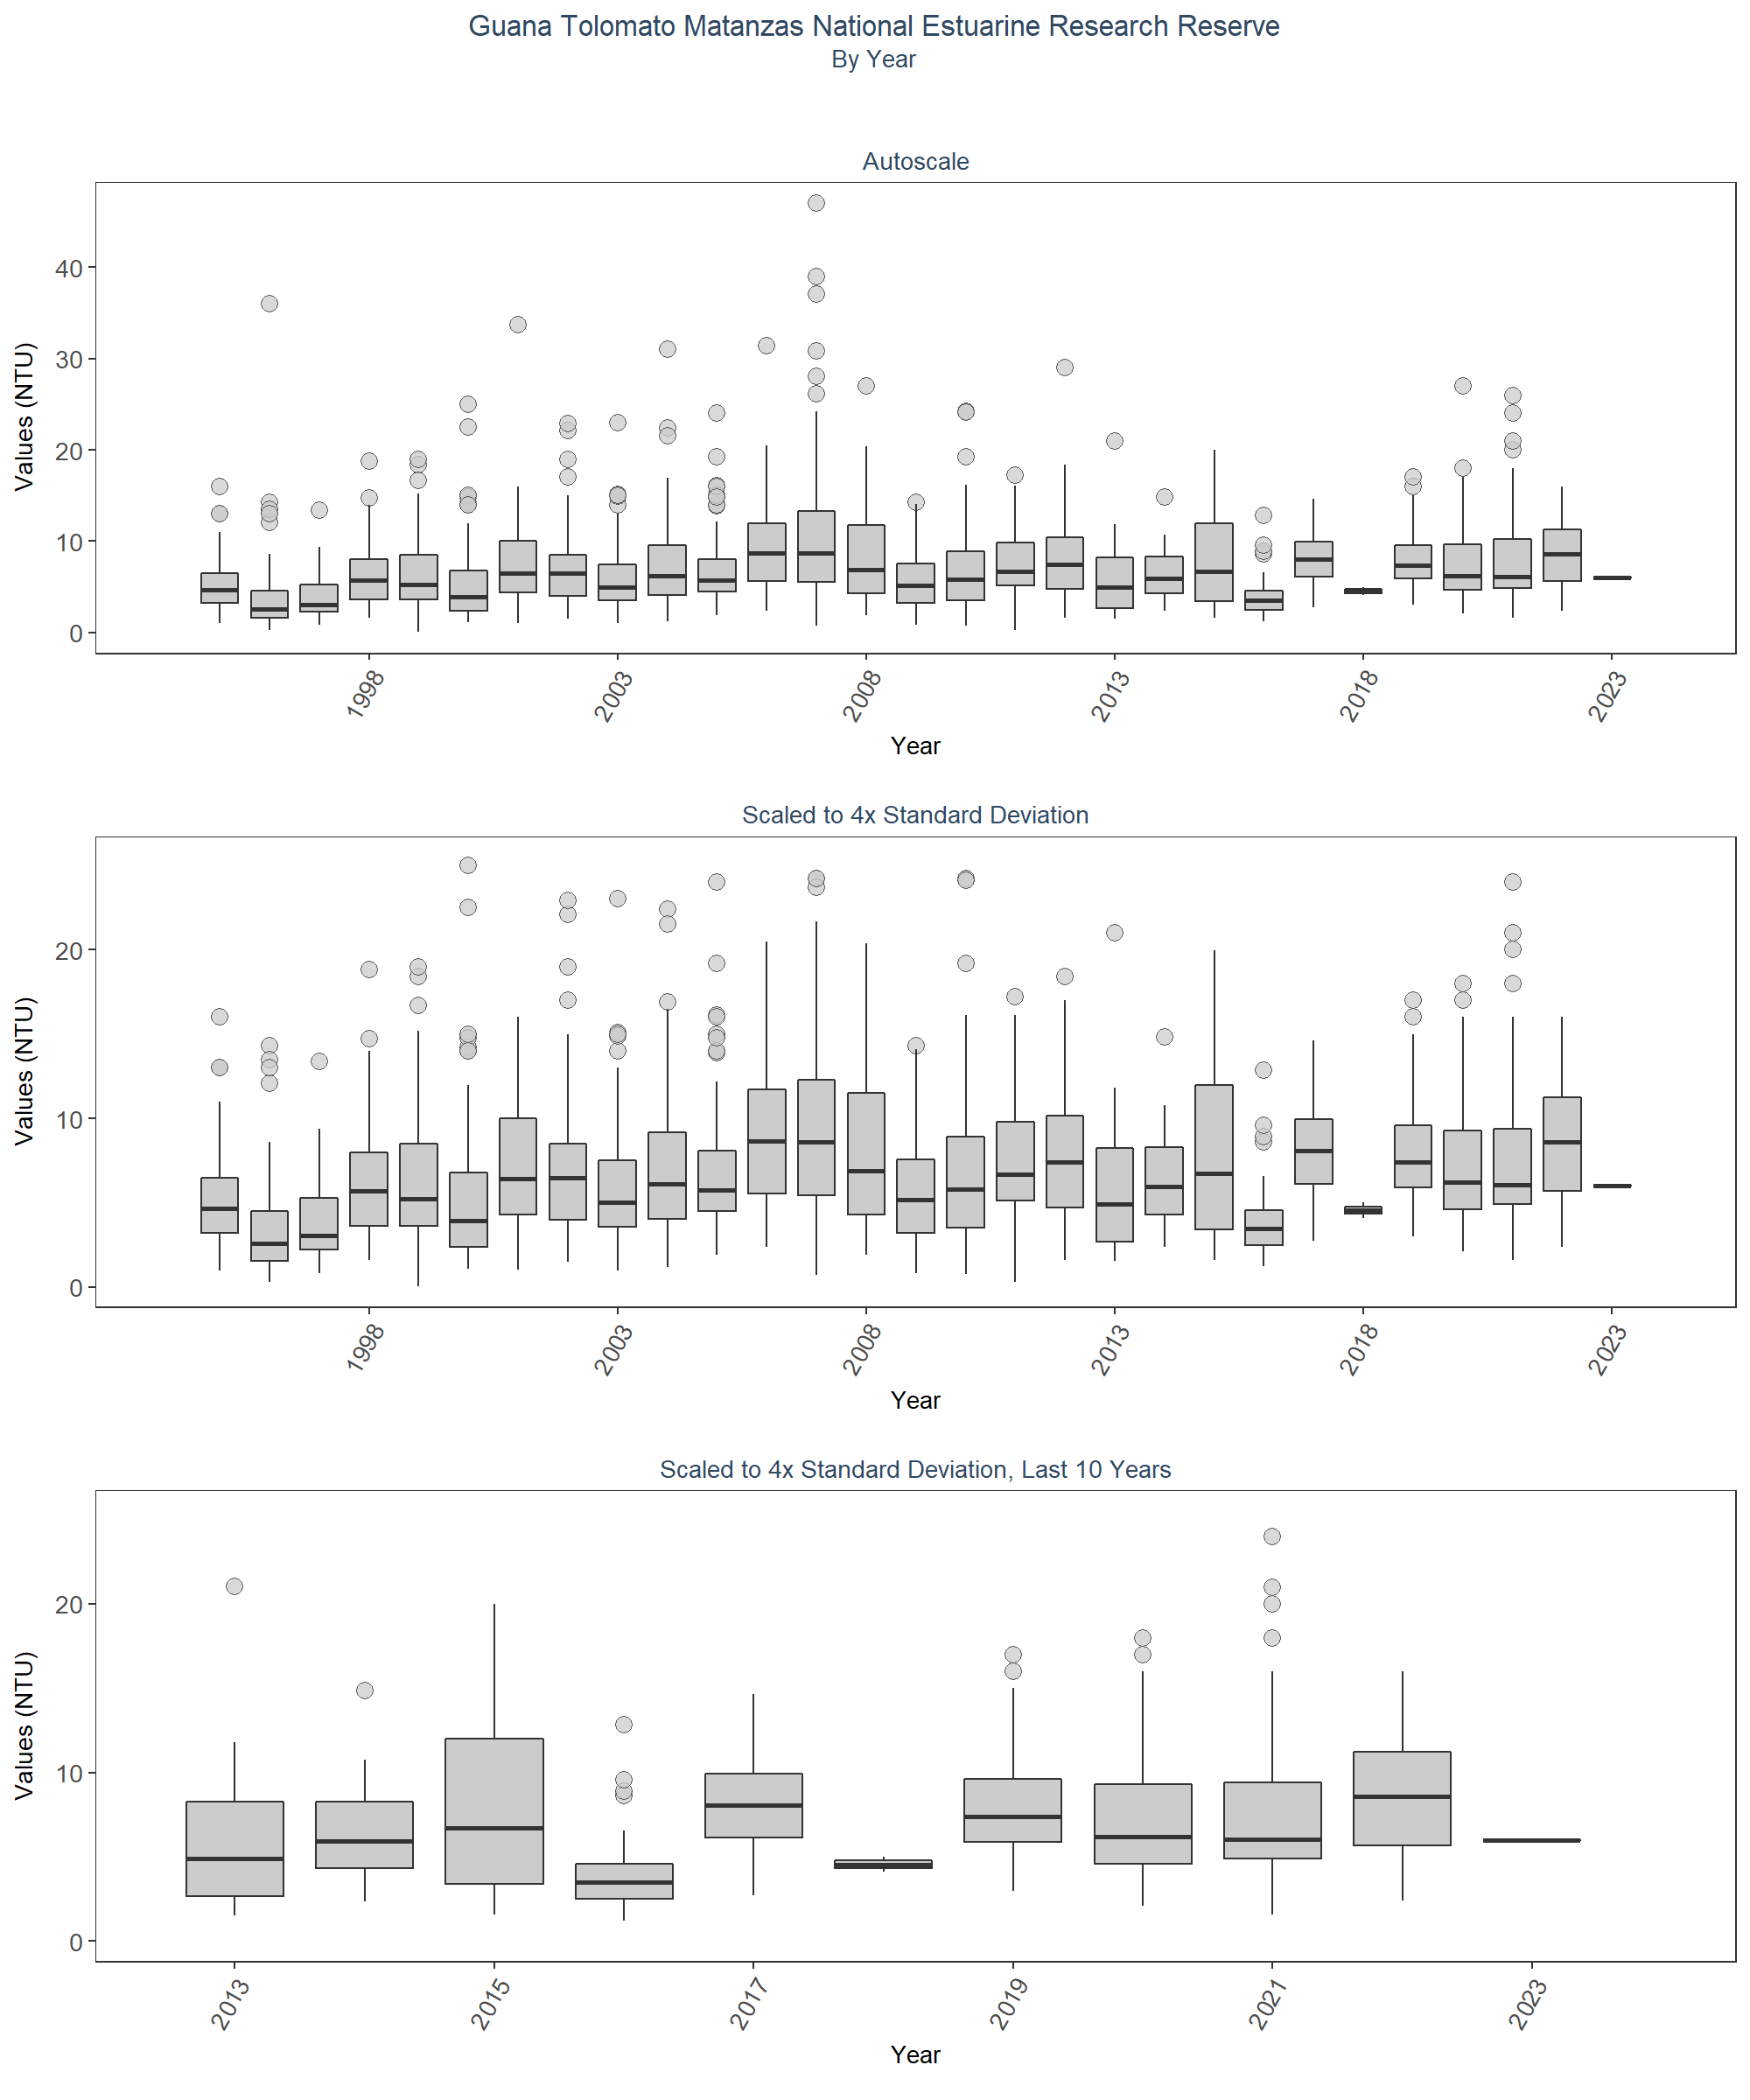 Guana Tolomato Matanzas National Estuarine Research Reserve
By Year
Autoscale
Values (NTU)
40
30
20
10
0
1998 2003 2008 2013 2018 2023
Year
Scaled to 4x Standard Deviation
Values (NTU)
20
10
0
1998 2003 2008 2013 2018 2023
Year
Scaled to 4x Standard Deviation, Last 10 Years
Values (NTU)
20
10
0
2013 2015 2017 2019 2021 2023
Year